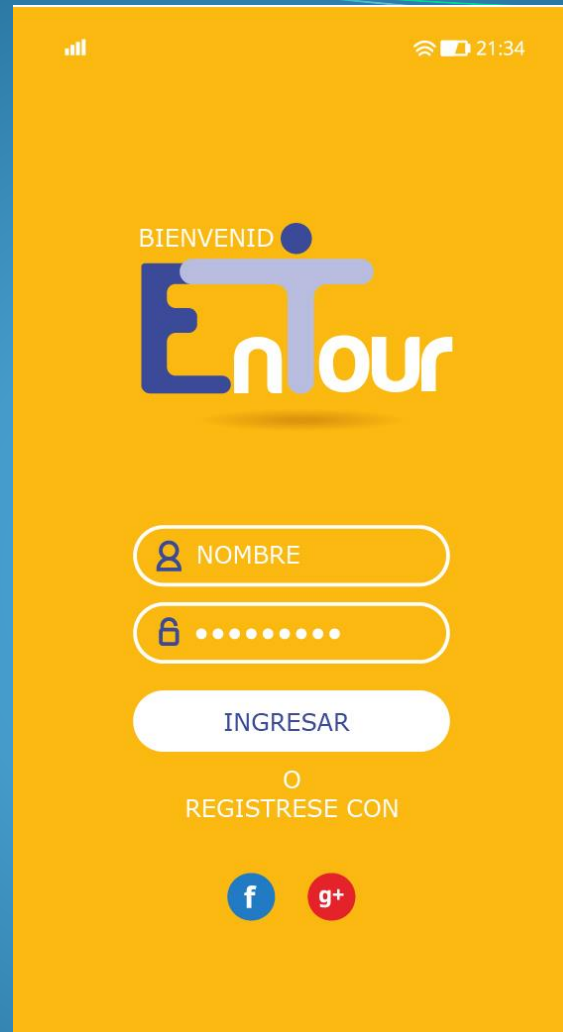 21:34
BIENVENID
EnTour
NOMBRE
INGRESAR
O
REGISTRESE CON
f g+